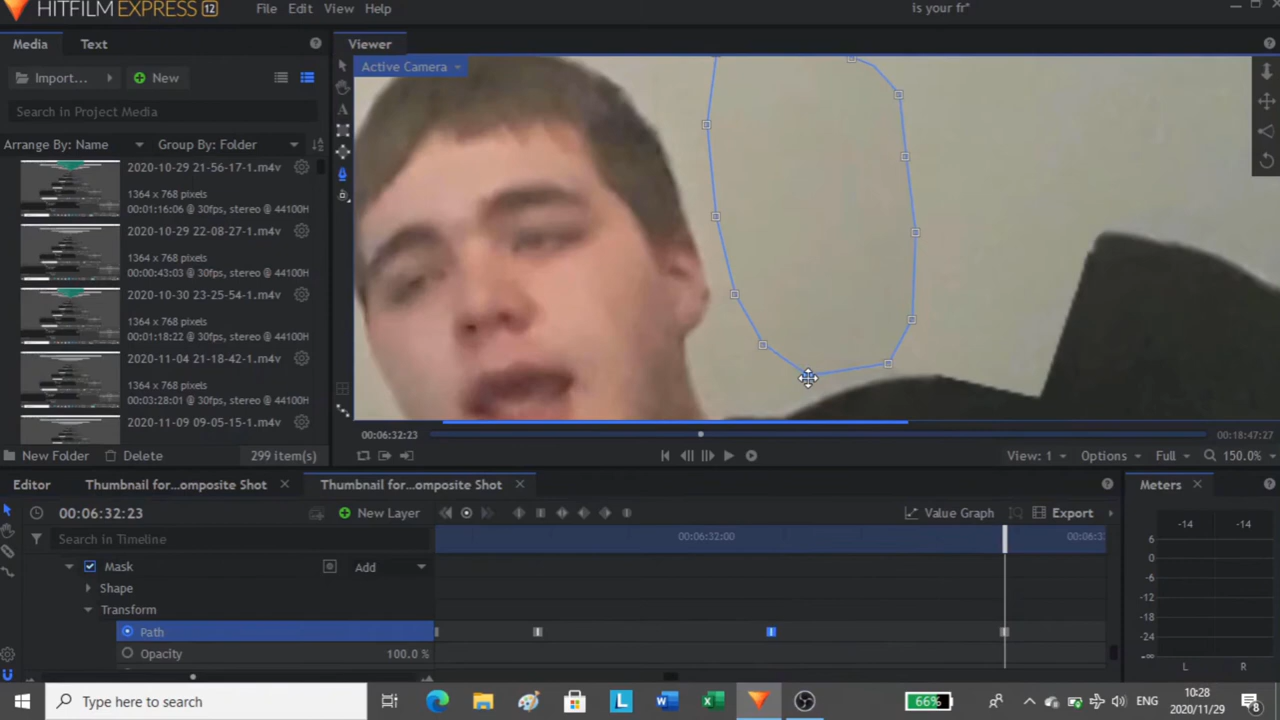 HITFILM EXPRESS 12 File Edit View Help is your fr*
Media Text Viewer
Import... New Active Camera
Search in Project Media
Arrange By: Name Group By: Folder
2020-10-29 21-56-17-1.m4v
1364 x 768 pixels
00:01:16:06 @ 30fps, stereo @ 44100H
2020-10-29 22-08-27-1.m4v
1364 x 768 pixels
00:00:43:03 @ 30fps, stereo @ 44100H
2020-10-30 23-25-54-1.m4v
1364 x 768 pixels
00:01:18:22 @ 30fps, stereo @ 44100H
2020-11-04 21-18-42-1.m4v
1364 x 768 pixels
00:03:28:01 @ 30fps, stereo @ 44100H
2020-11-09 09-05-15-1.m4v
1364 x 768 pixels
New Folder Delete 299 item(s)
00:06:32:23 00:18:47:27
View: 1 Options Full 150.0%
Editor Thumbnail for...omposite Shot Thumbnail for...omposite Shot Meters
00:06:32:23 New Layer Value Graph Export
Search in Timeline 00:06:32:00 00:06:3
Mask Add
Shape
Transform
Path
Opacity 100.0 %
-14 -14
6
0
-6
-12
-18
-24
-∞
L R
Type here to search L 66% ENG 10:28
2020/11/29 8